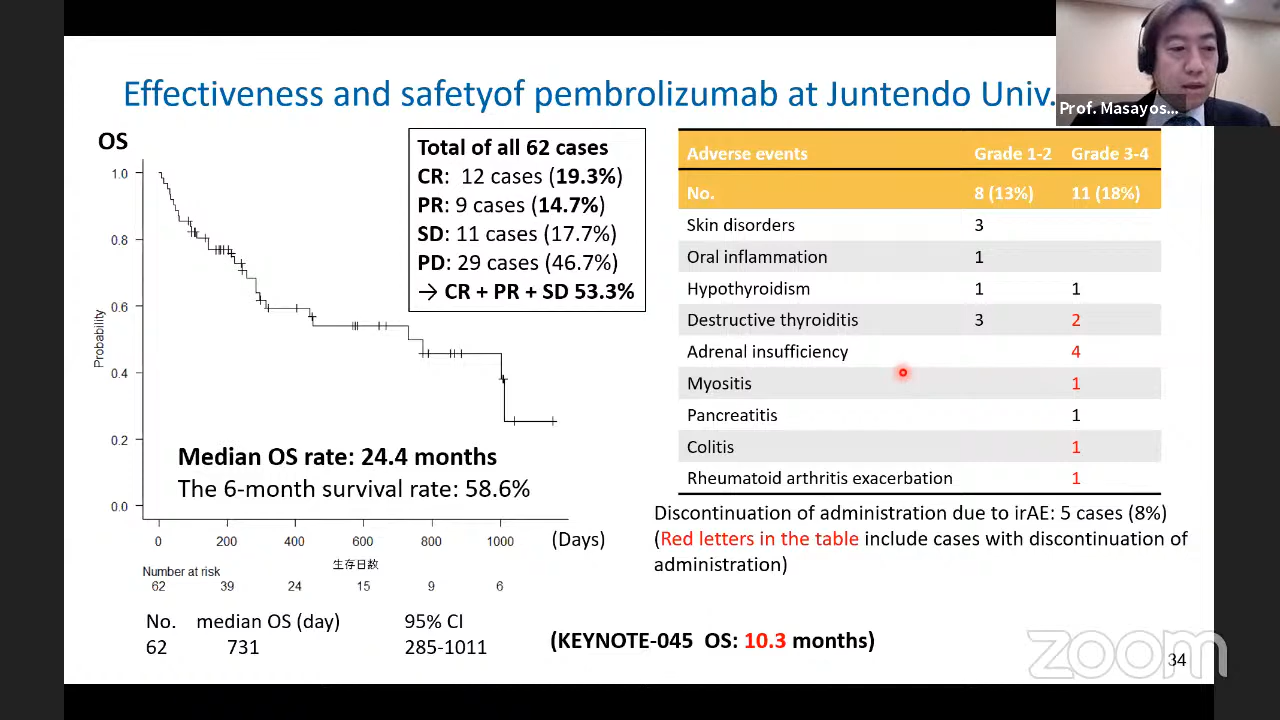 Effectiveness and safetyof pembrolizumab at Juntendo Univ.
Prof. Masayos...
OS
Total of all 62 cases
CR: 12 cases (19.3%)
PR: 9 cases (14.7%)
SD: 11 cases (17.7%)
PD: 29 cases (46.7%)
→ CR + PR + SD 53.3%
1.0
0.8
0.6
0.4
0.2
0.0
Probability
Median OS rate: 24.4 months
The 6-month survival rate: 58.6%
0 200 400 600 800 1000 (Days)
生存日数
Number at risk
62 39 24 15 9 6
No. median OS (day) 95% CI
62 731 285-1011
Adverse events Grade 1-2 Grade 3-4
No. 8 (13%) 11 (18%)
Skin disorders 3
Oral inflammation 1
Hypothyroidism 1 1
Destructive thyroiditis 3 2
Adrenal insufficiency 4
Myositis 1
Pancreatitis 1
Colitis 1
Rheumatoid arthritis exacerbation 1
Discontinuation of administration due to irAE: 5 cases (8%)
(Red letters in the table include cases with discontinuation of
administration)
(KEYNOTE-045 OS: 10.3 months)
zoom
34